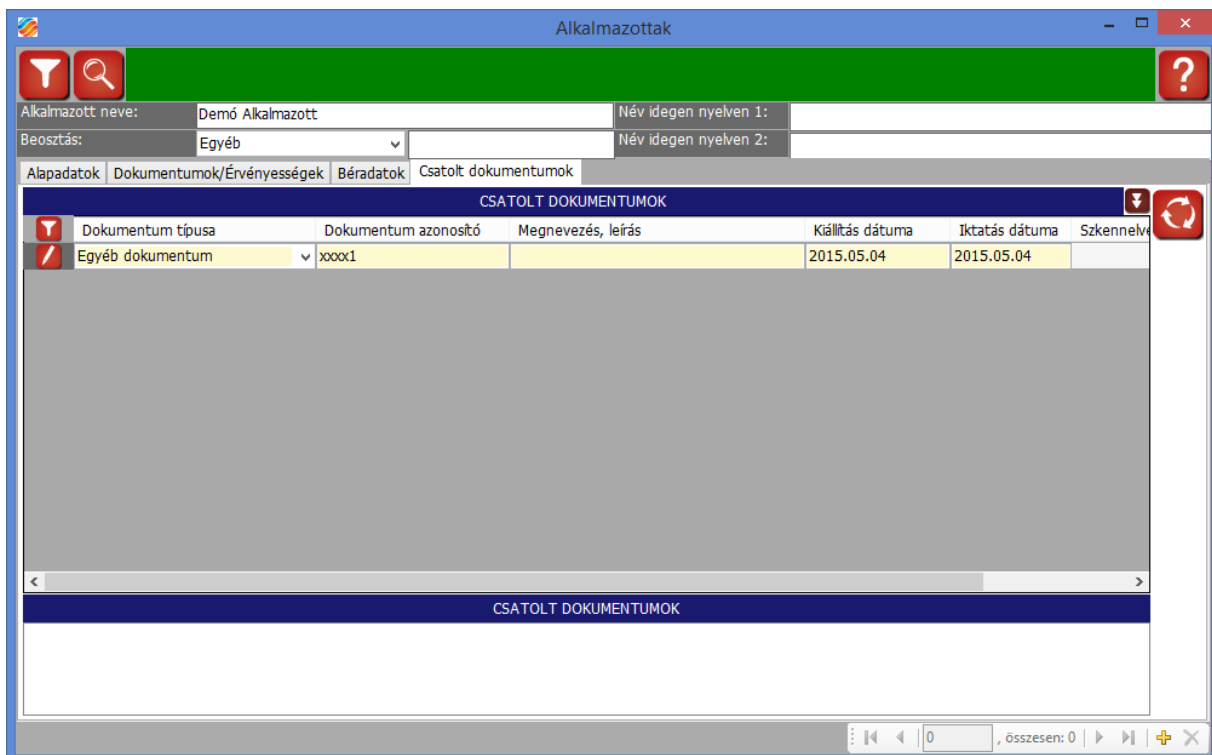 Alkalmazottak
Alkalmazott neve: Demó Alkalmazott Név idegen nyelven 1:
Beosztás: Egyéb Név idegen nyelven 2:
Alapadatok Dokumentumok/Érvényességek Béradatok Csatolt dokumentumok
CSATOLT DOKUMENTUMOK
Dokumentum típusa Dokumentum azonosító Megnevezés, leírás Kiállítás dátuma Iktatás dátuma Szkennelve
Egyéb dokumentum xxxx1 2015.05.04 2015.05.04
CSATOLT DOKUMENTUMOK
0 , összesen: 0